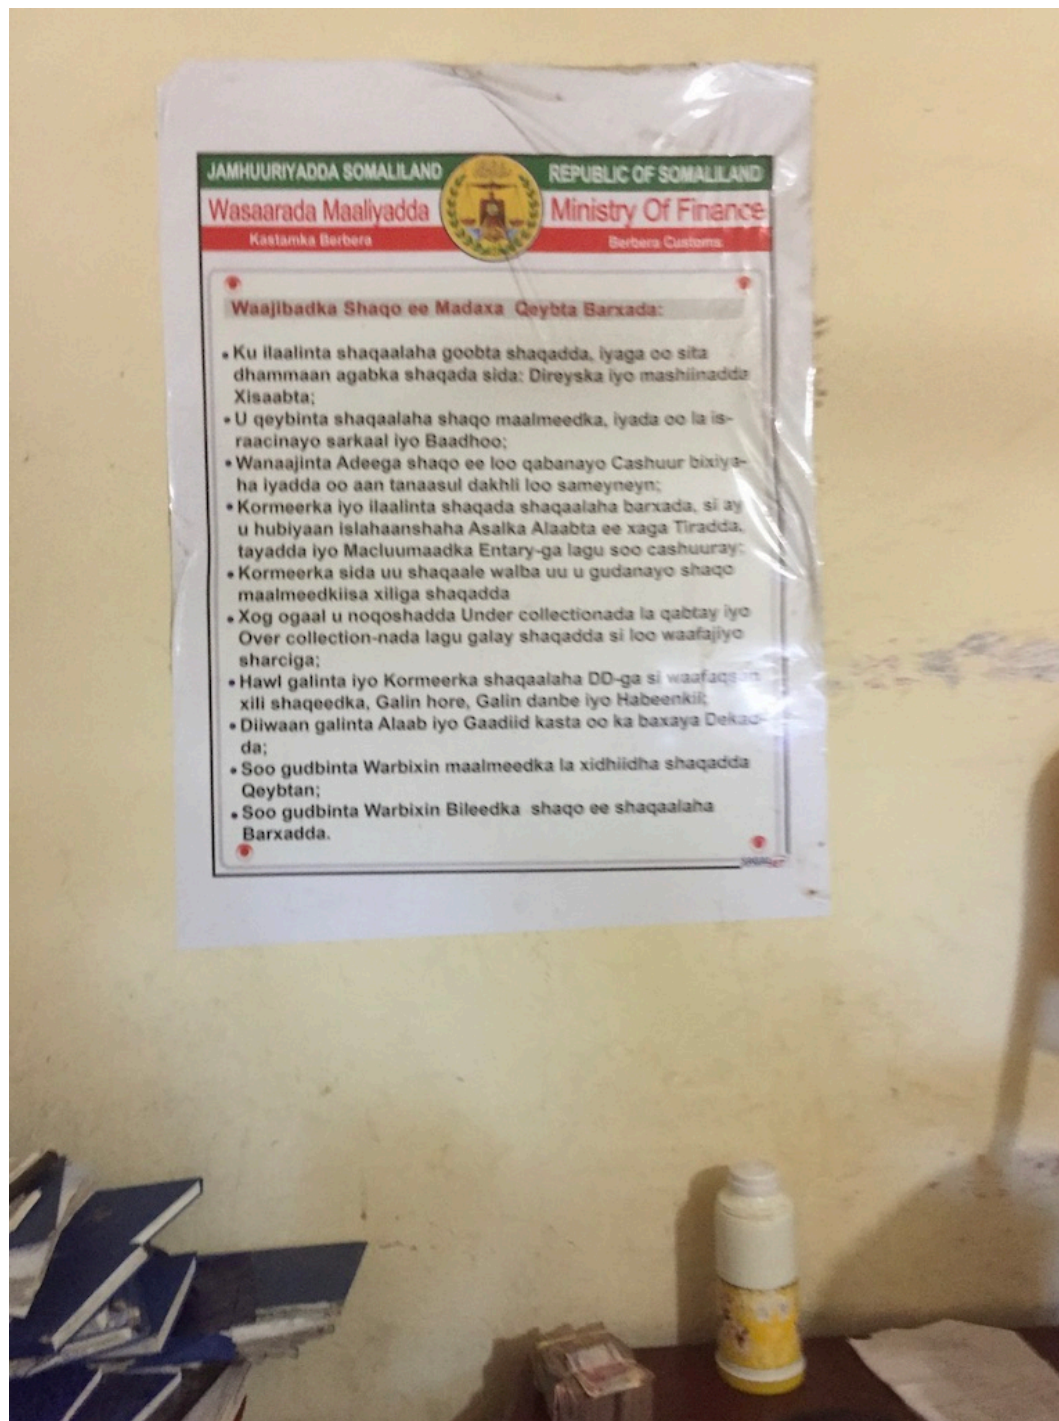 JAMHUURIYADDA SOMALILAND
REPUBLIC OF SOMALILAND
Wasaarada Maaliyadda
Ministry Of Finance
Kastamka Berbera
Berbera Customs
Waajibadka Shaqo ee Madaxa Qeybta Barxada:
• Ku ilaalinta shaqaalaha goobta shaqadda, iyaga oo sita
dhammaan agabka shaqada sida: Direyska iyo mashiinadda
Xisaabta;
• U qeybinta shaqaalaha shaqo maalmeedka, iyada oo la is-
raacinayo sarkaal iyo Baadhoo;
• Wanaajinta Adeega shaqo ee loo qabanayo Cashuur bixiya-
ha iyadda oo aan tanaasul dakhli loo sameyneyn;
• Kormeerka iyo ilaalinta shaqada shaqaalaha barxada, si ay
u hubiyaan islahaanshaha Asalka Alaabta ee xaga Tiradda,
tayadda iyo Macluumaadka Entary-ga lagu soo cashuuray;
• Kormeerka sida uu shaqaale walba uu u gudanayo shaqo
maalmeedkiisa xiliga shaqadda
• Xog ogaal u noqoshadda Under collectionada la qabtay iyo
Over collection-nada lagu galay shaqadda si loo waafajiyo
sharciga;
• Hawl galinta iyo Kormeerka shaqaalaha DD-ga si waafaqsan
xili shaqeedka, Galin hore, Galin danbe iyo Habeenkii;
• Diiwaan galinta Alaab iyo Gaadiid kasta oo ka baxaya Dekad-
da;
• Soo gudbinta Warbixin maalmeedka la xidhiidha shaqadda
Qeybtan;
• Soo gudbinta Warbixin Bileedka shaqo ee shaqaalaha
Barxadda.